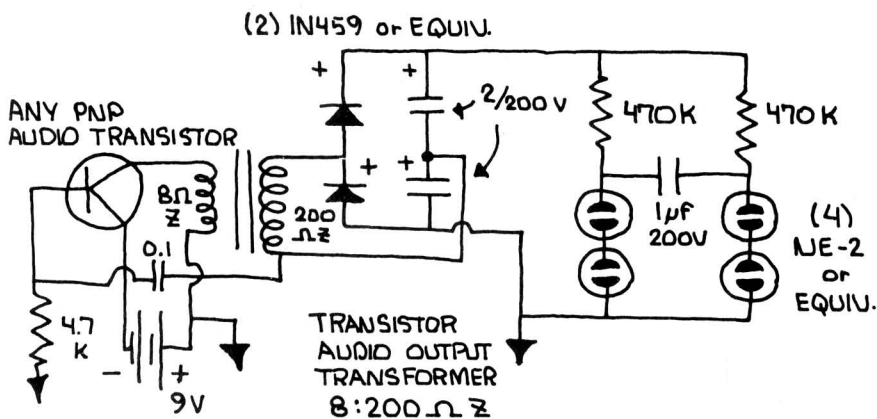 (2) IN459 or EQUIV.
+
+
2/200 V
ANY PNP
AUDIO TRANSISTOR
470K
470K
+
+
8Ω
Z
200
Ω Z
1µf
200V
(4)
NE-2
or
EQUIV.
0.1
4.7
K
-
+
9V
TRANSISTOR
AUDIO OUTPUT
TRANSFORMER
8:200 Ω Z